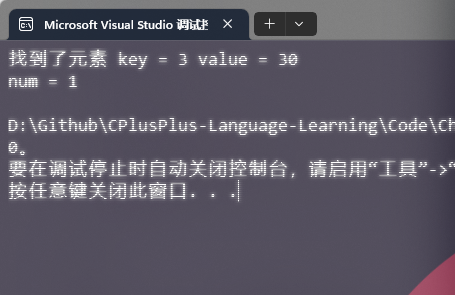 Microsoft Visual Studio 调试
找到了元素 key = 3 value = 30
num = 1
D:\Github\CPlusPlus-Language-Learning\Code\Ch
0。
要在调试停止时自动关闭控制台，请启用“工具”->“
按任意键关闭此窗口. . .